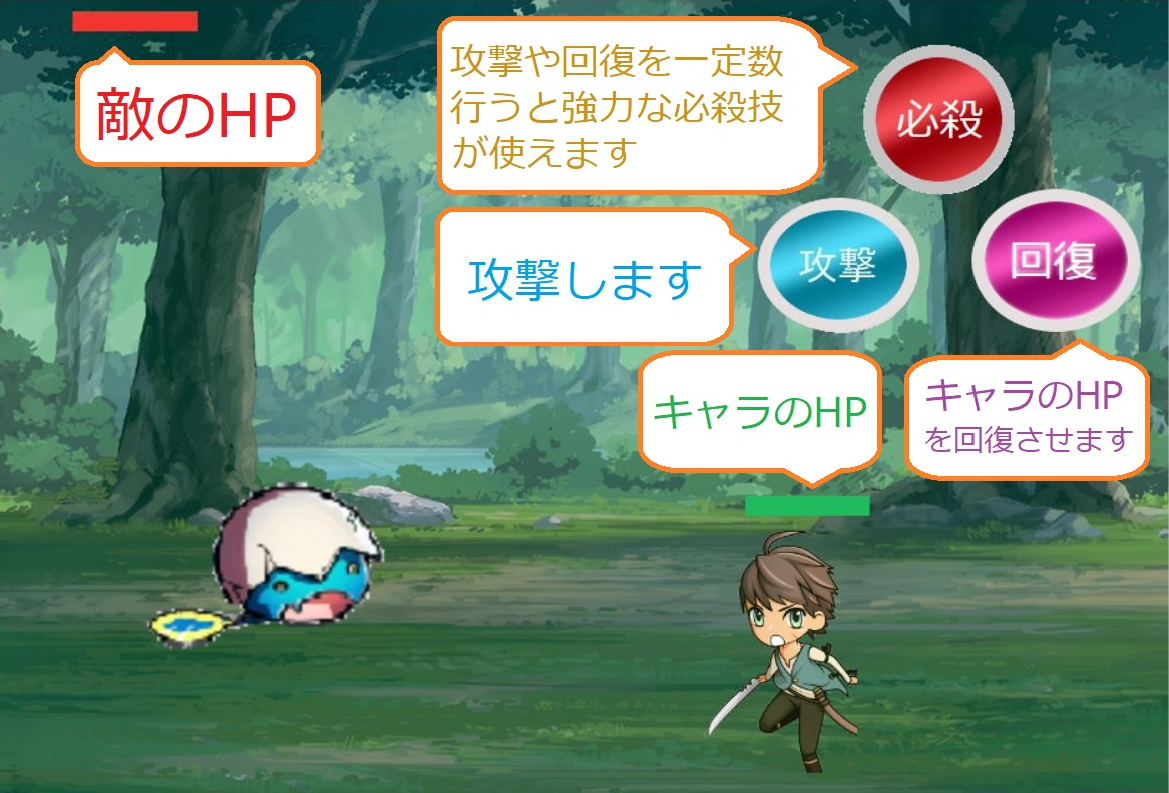 敵のHP
攻撃や回復を一定数
行うと強力な必殺技
が使えます
必殺
攻撃します
攻撃
回復
キャラのHP
キャラのHP
を回復させます